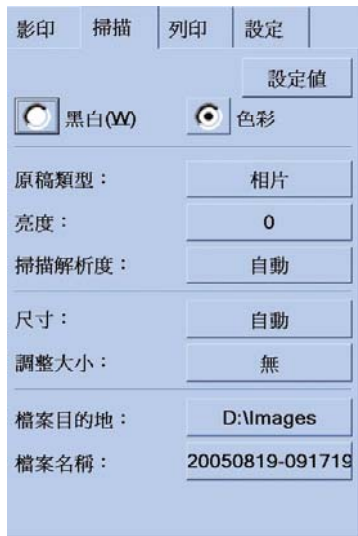 影印 掃描 列印 設定
設定值
黑白(W) 色彩
原稿類型： 相片
亮度： 0
掃描解析度： 自動
尺寸： 自動
調整大小： 無
檔案目的地： D:\Images
檔案名稱： 20050819-091719